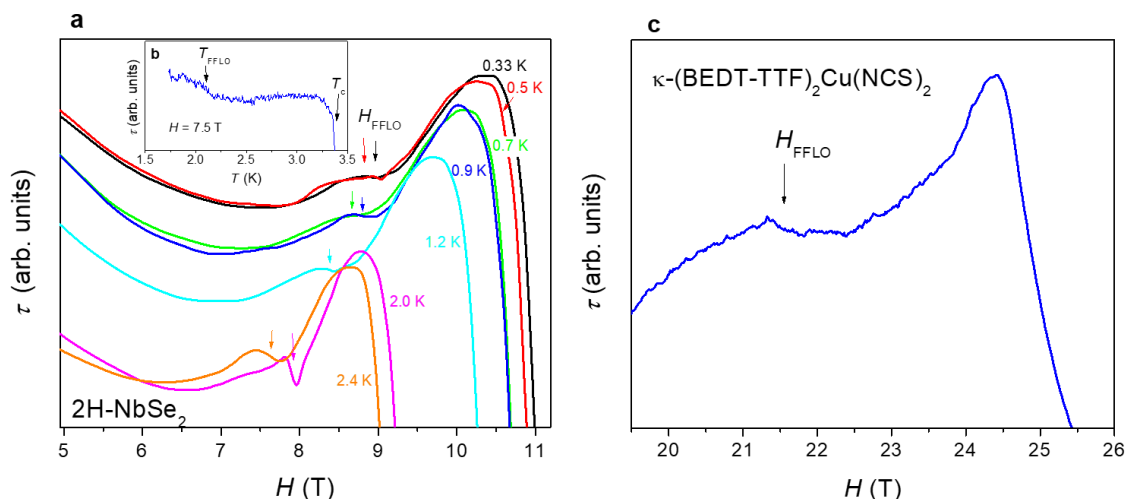 a
c
b
T_FFLO
T_c
τ (arb. units)
H = 7.5 T
1.5 2.0 2.5 3.0 3.5
T (K)
0.33 K
0.5 K
H_FFLO
0.7 K
0.9 K
1.2 K
2.0 K
2.4 K
2H-NbSe₂
τ (arb. units)
5 6 7 8 9 10 11
H (T)
κ-(BEDT-TTF)₂Cu(NCS)₂
H_FFLO
τ (arb. units)
20 21 22 23 24 25 26
H (T)